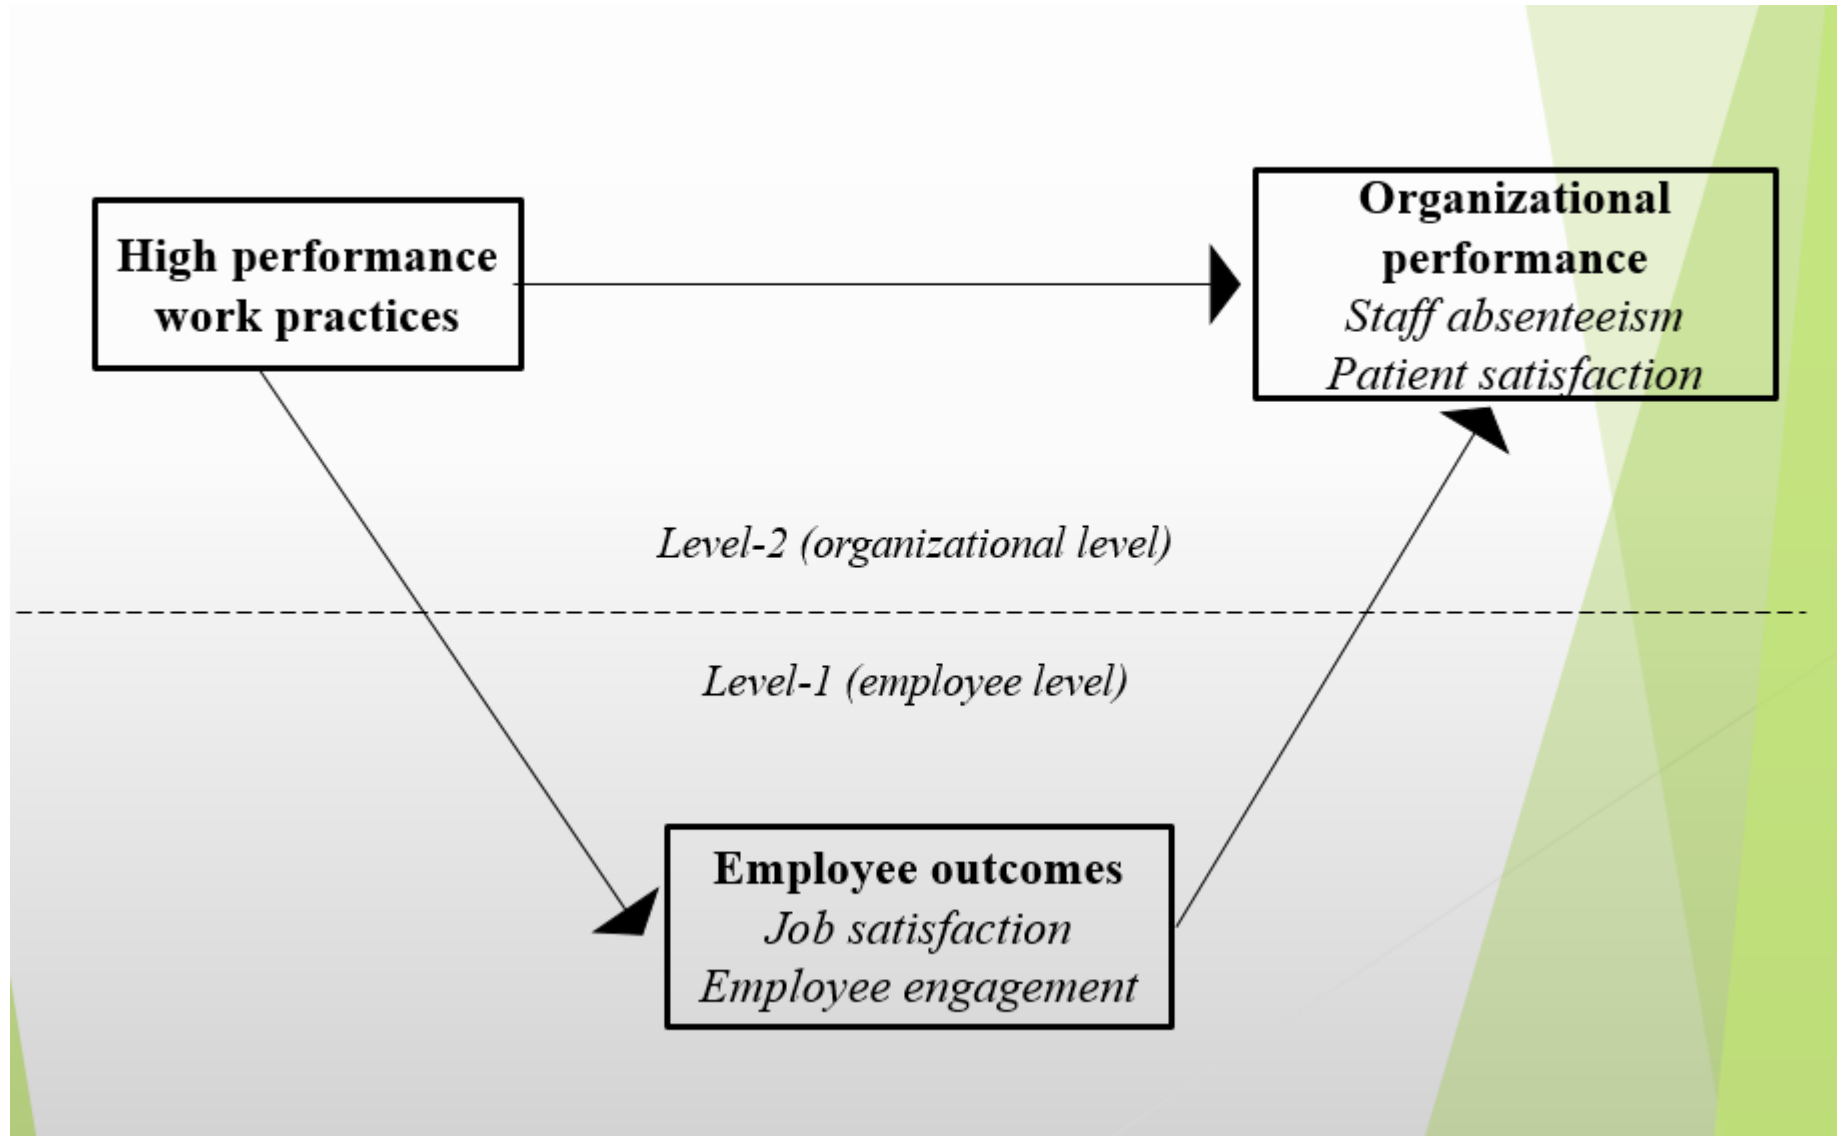 High performance
work practices
Organizational
performance
Staff absenteeism
Patient satisfaction
Level-2 (organizational level)
Level-1 (employee level)
Employee outcomes
Job satisfaction
Employee engagement